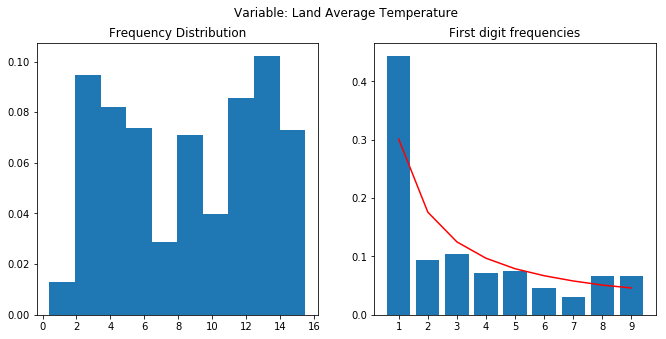 Variable: Land Average Temperature
Frequency Distribution
First digit frequencies
0.10
0.08
0.06
0.04
0.02
0.00
0 2 4 6 8 10 12 14 16
0.4
0.3
0.2
0.1
0.0
1 2 3 4 5 6 7 8 9